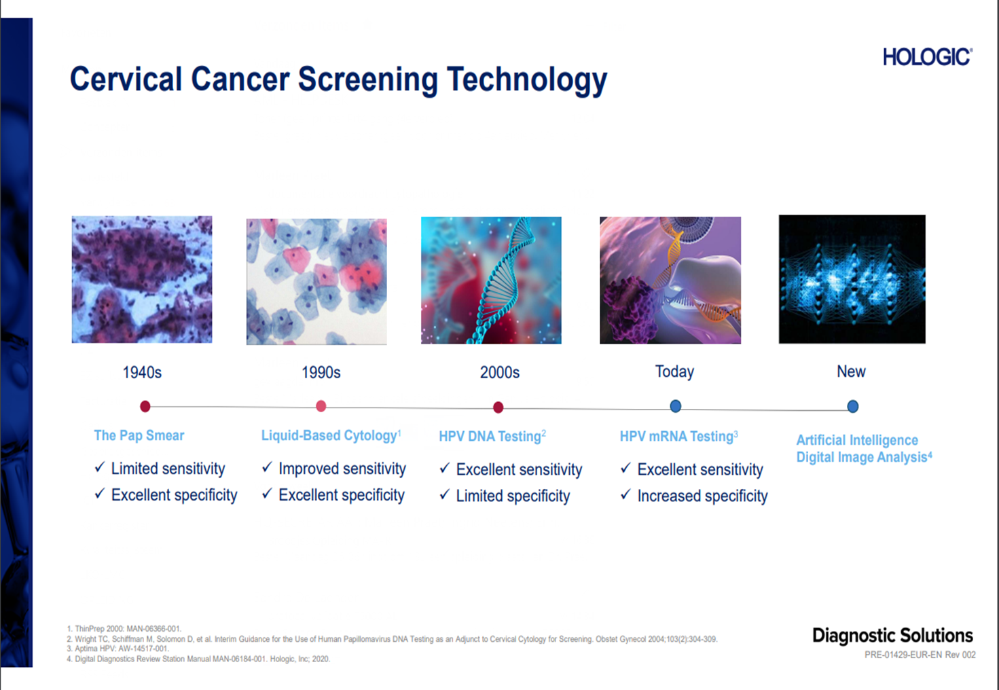 HOLOGIC®
Cervical Cancer Screening Technology
1940s
1990s
2000s
Today
New
The Pap Smear
✓ Limited sensitivity
✓ Excellent specificity
Liquid-Based Cytology1
✓ Improved sensitivity
✓ Excellent specificity
HPV DNA Testing2
✓ Excellent sensitivity
✓ Limited specificity
HPV mRNA Testing3
✓ Excellent sensitivity
✓ Increased specificity
Artificial Intelligence
Digital Image Analysis4
1. ThinPrep 2000: MAN-06366-001.
2. Wright TC, Schiffman M, Solomon D, et al. Interim Guidance for the Use of Human Papillomavirus DNA Testing as an Adjunct to Cervical Cytology for Screening. Obstet Gynecol 2004;103(2):304-309.
3. Aptima HPV: AW-14517-001.
4. Digital Diagnostics Review Station Manual MAN-06184-001. Hologic, Inc; 2020.
Diagnostic Solutions
PRE-01429-EUR-EN Rev 002